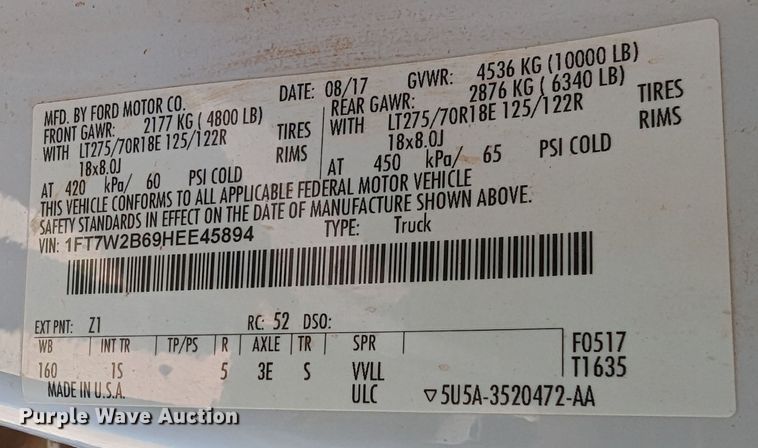 MFD. BY FORD MOTOR CO.
DATE: 08/17 GVWR: 4536 KG (10000 LB)
FRONT GAWR: 2177 KG ( 4800 LB)
REAR GAWR: 2876 KG ( 6340 LB)
WITH LT275/70R18E 125/122R TIRES
WITH LT275/70R18E 125/122R TIRES
18x8.0J RIMS
18x8.0J RIMS
AT 420 kPa/ 60 PSI COLD
AT 450 kPa/ 65 PSI COLD
THIS VEHICLE CONFORMS TO ALL APPLICABLE FEDERAL MOTOR VEHICLE
SAFETY STANDARDS IN EFFECT ON THE DATE OF MANUFACTURE SHOWN ABOVE.
VIN: 1FT7W2B69HEE45894 TYPE: Truck
EXT PNT: Z1 RC: 52 DSO:
WB INT TR TP/PS R AXLE TR SPR F0517
160 1S 5 3E S VVLL T1635
MADE IN U.S.A. ULC ▽5U5A-3520472-AA
Purple Wave Auction